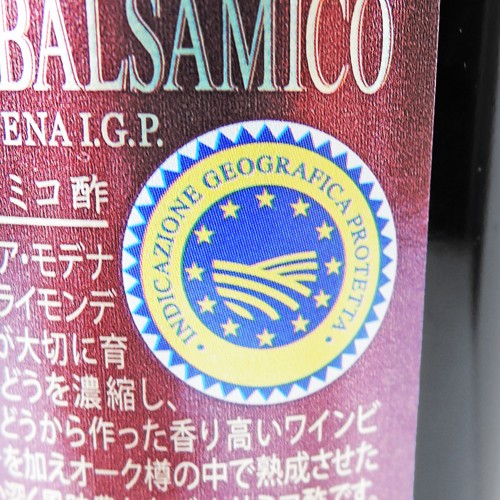 BALSAMICO
ENA I.G.P.
ミコ酢
ア・モデナ
ライモンデ
が大切に育
どうを濃縮し、
どうから作った香り高いワインビ
を加えオーク樽の中で熟成させた
INDICAZIONE GEOGRAFICA PROTETTA